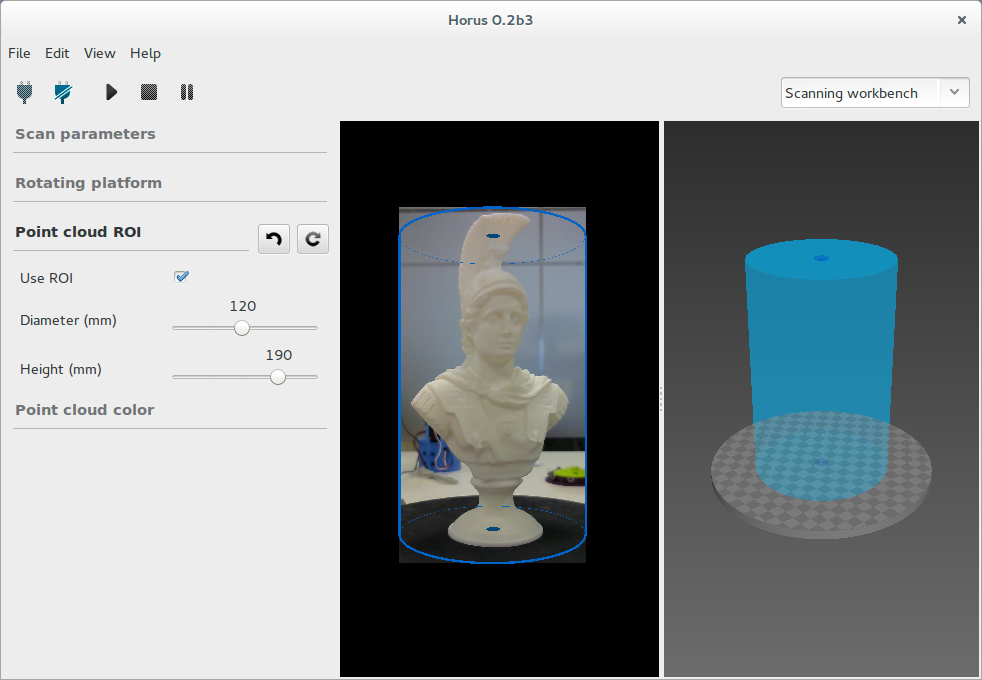 Horus 0.2b3
File Edit View Help
Scanning workbench
Scan parameters
Rotating platform
Point cloud ROI
Use ROI
120
Diameter (mm)
190
Height (mm)
Point cloud color